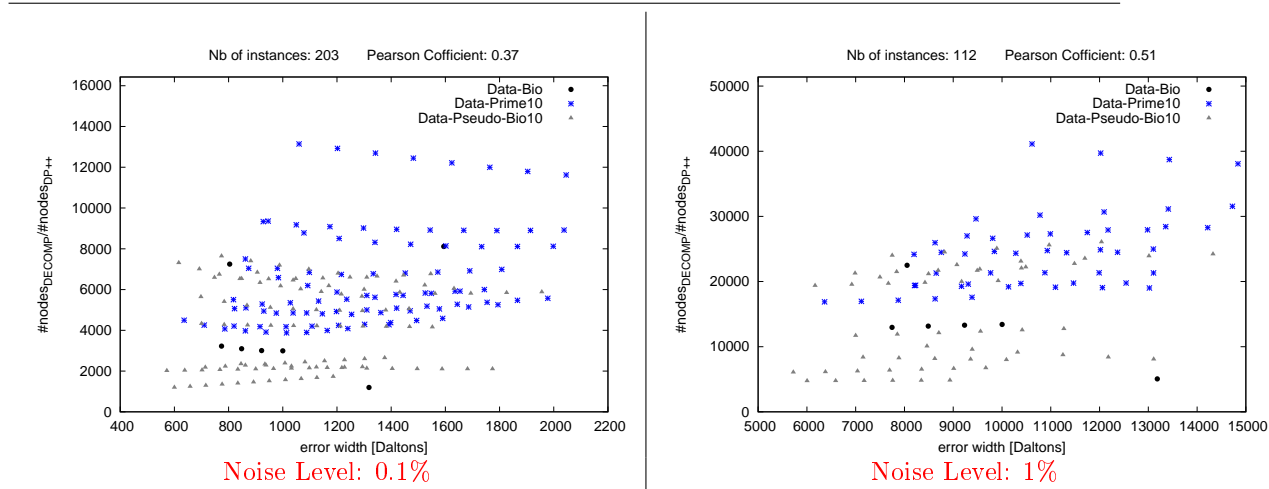 Nb of instances: 203 Pearson Cofficient: 0.37
16000
14000
12000
10000
8000
6000
4000
2000
0
#nodesDECOMP/#nodesDP++
Data-Bio
Data-Prime10
Data-Pseudo-Bio10
400 600 800 1000 1200 1400 1600 1800 2000 2200
error width [Daltons]
Noise Level: 0.1%
Nb of instances: 112 Pearson Cofficient: 0.51
50000
40000
30000
20000
10000
0
#nodesDECOMP/#nodesDP++
Data-Bio
Data-Prime10
Data-Pseudo-Bio10
5000 6000 7000 8000 9000 10000 11000 12000 13000 14000 15000
error width [Daltons]
Noise Level: 1%